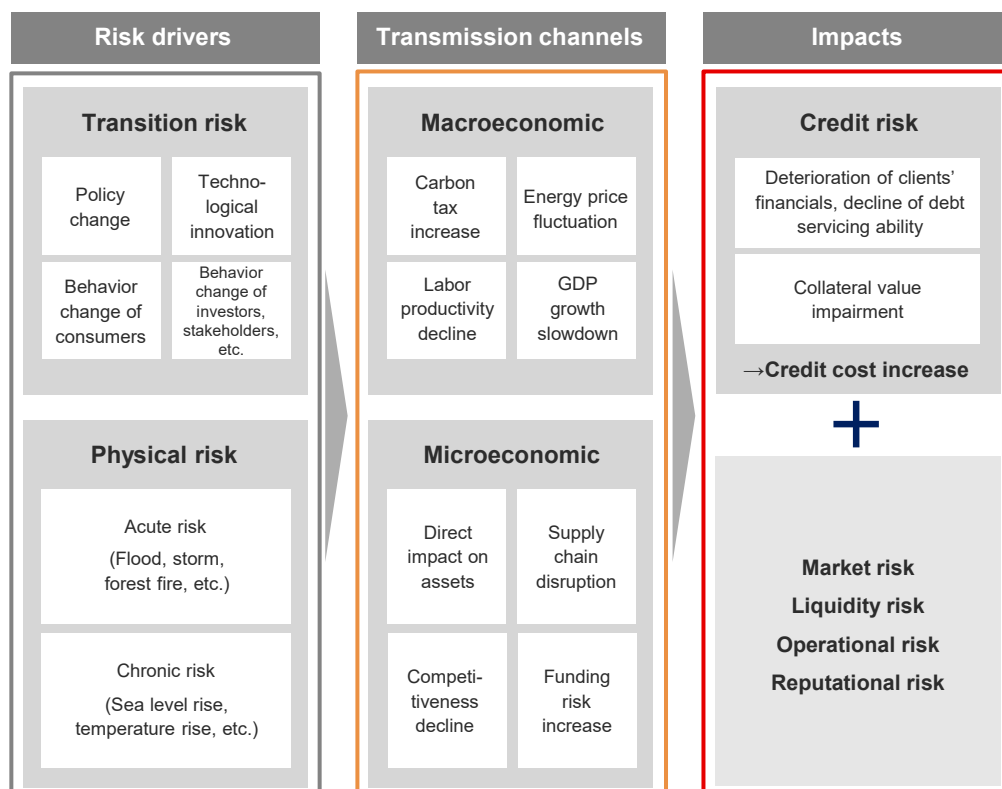 Risk drivers
Transition risk
Policy
change
Techno-
logical
innovation
Behavior
change of
consumers
Behavior
change of
investors,
stakeholders,
etc.
Physical risk
Acute risk
(Flood, storm,
forest fire, etc.)
Chronic risk
(Sea level rise,
temperature rise, etc.)
Transmission channels
Macroeconomic
Carbon
tax
increase
Energy price
fluctuation
Labor
productivity
decline
GDP
growth
slowdown
Microeconomic
Direct
impact on
assets
Supply
chain
disruption
Competi-
tiveness
decline
Funding
risk
increase
Impacts
Credit risk
Deterioration of clients’
financials, decline of debt
servicing ability
Collateral value
impairment
→Credit cost increase
+
Market risk
Liquidity risk
Operational risk
Reputational risk